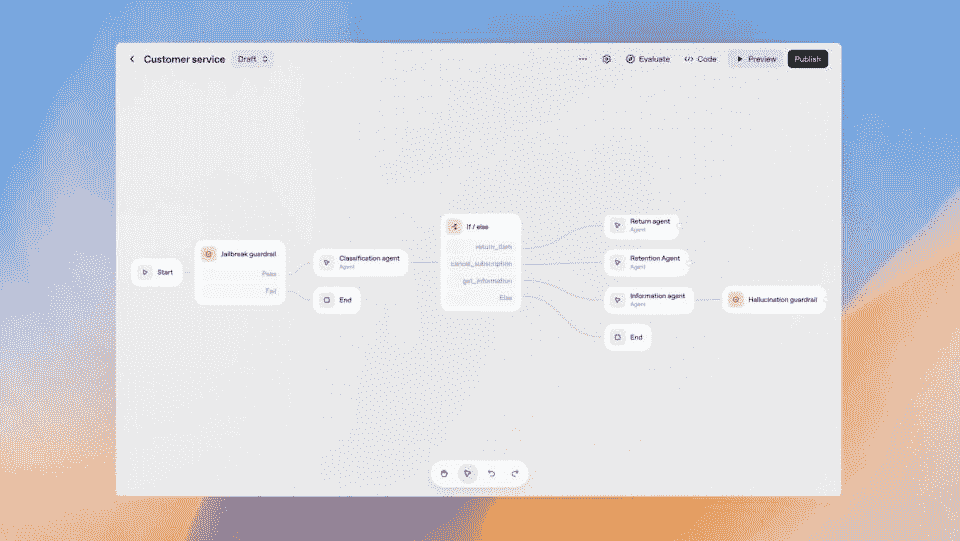 Customer service
Draft
Evaluate
Code
Preview
Publish
Start
Jailbreak guardrail
Pass
Fail
Classification agent
Agent
End
If / else
return_item
cancel_subscription
get_information
Else
Return agent
Agent
Retention Agent
Agent
Information agent
Agent
End
Hallucination guardrail